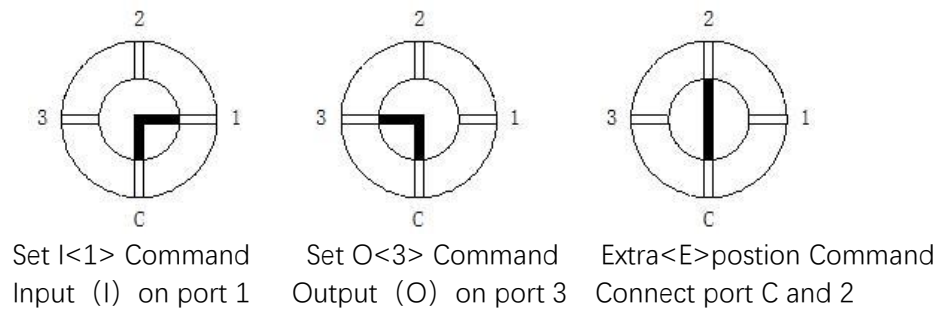 2 2 2
3 1 3 1 3 1
C C C
Set I<1> Command Set O<3> Command Extra<E>postion Command
Input（I）on port 1 Output（O）on port 3 Connect port C and 2